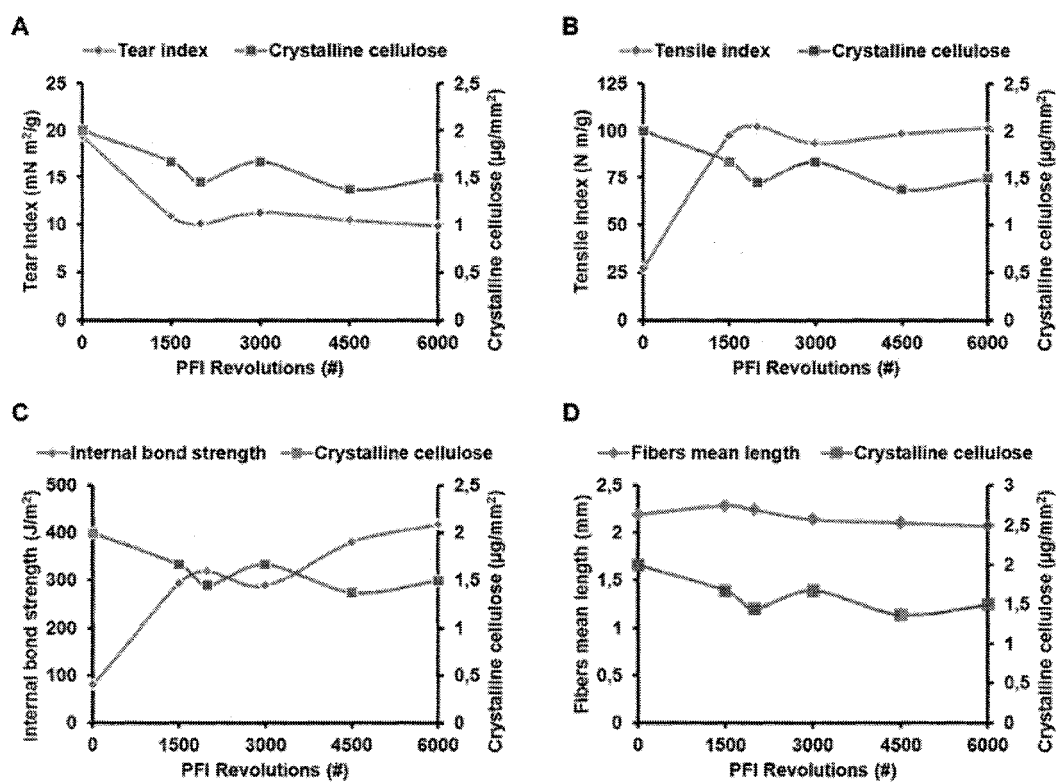 A
Tear index
Crystalline cellulose
Tear index (mN m²/g)
25
20
15
10
5
0
2,5
2
1,5
1
0,5
0
Crystalline cellulose (µg/mm²)
0 1500 3000 4500 6000
PFI Revolutions (#)
B
Tensile index
Crystalline cellulose
Tensile index (N m/g)
125
100
75
50
25
0
2,5
2
1,5
1
0,5
0
Crystalline cellulose (µg/mm²)
0 1500 3000 4500 6000
PFI Revolutions (#)
C
Internal bond strength
Crystalline cellulose
Internal bond strength (J/m²)
500
400
300
200
100
0
2,5
2
1,5
1
0,5
0
Crystalline cellulose (µg/mm²)
0 1500 3000 4500 6000
PFI Revolutions (#)
D
Fibers mean length
Crystalline cellulose
Fibers mean length (mm)
2,5
2
1,5
1
0,5
0
3
2,5
2
1,5
1
0,5
0
Crystalline cellulose (µg/mm²)
0 1500 3000 4500 6000
PFI Revolutions (#)